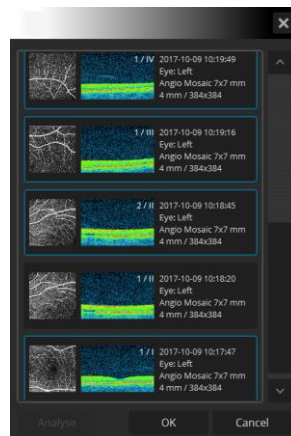 1 / IV 2017-10-09 10:19:49
Eye: Left
Angio Mosaic 7x7 mm
4 mm / 384x384
1 / III 2017-10-09 10:19:16
Eye: Left
Angio Mosaic 7x7 mm
4 mm / 384x384
2 / II 2017-10-09 10:18:45
Eye: Left
Angio Mosaic 7x7 mm
4 mm / 384x384
1 / II 2017-10-09 10:18:20
Eye: Left
Angio Mosaic 7x7 mm
4 mm / 384x384
1 / I 2017-10-09 10:17:47
Eye: Left
Angio Mosaic 7x7 mm
4 mm / 384x384
Analyse OK Cancel